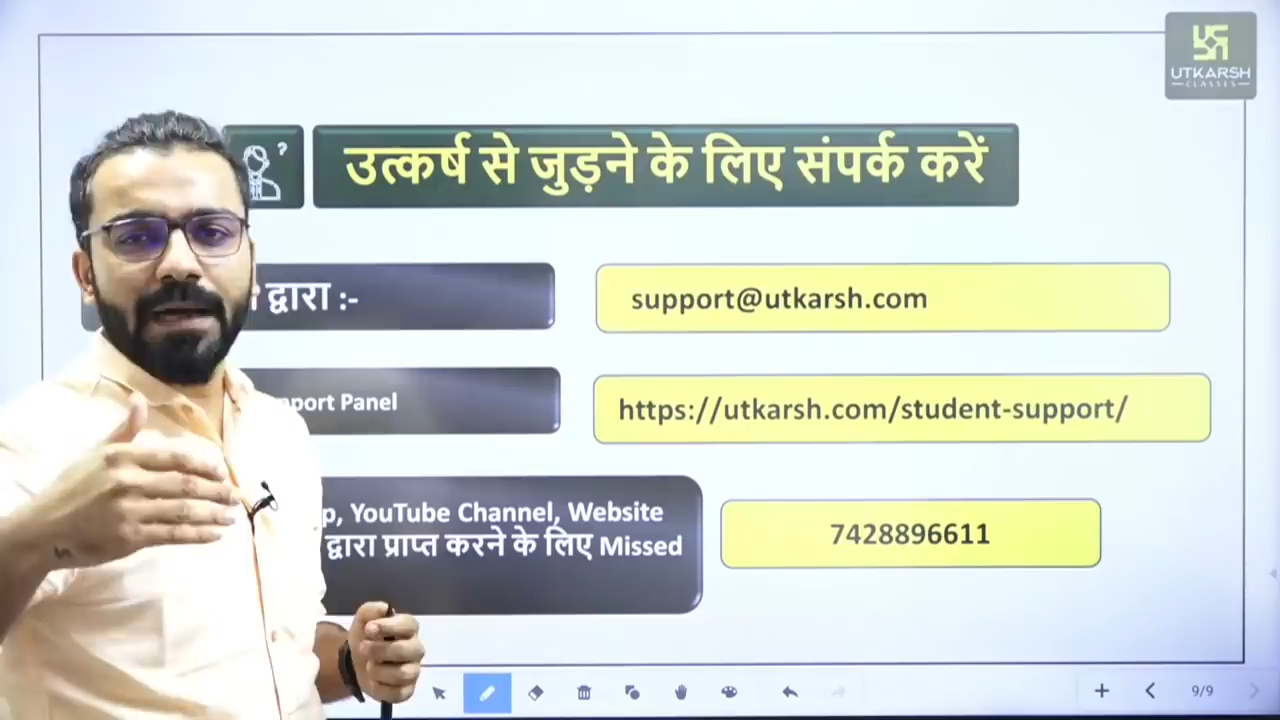 UTKARSH
CLASSES
?
उत्कर्ष से जुड़ने के लिए संपर्क करें
द्वारा :-
support@utkarsh.com
Panel
https://utkarsh.com/student-support/
YouTube Channel, Website
द्वारा प्राप्त करने के लिए Missed
7428896611
9/9